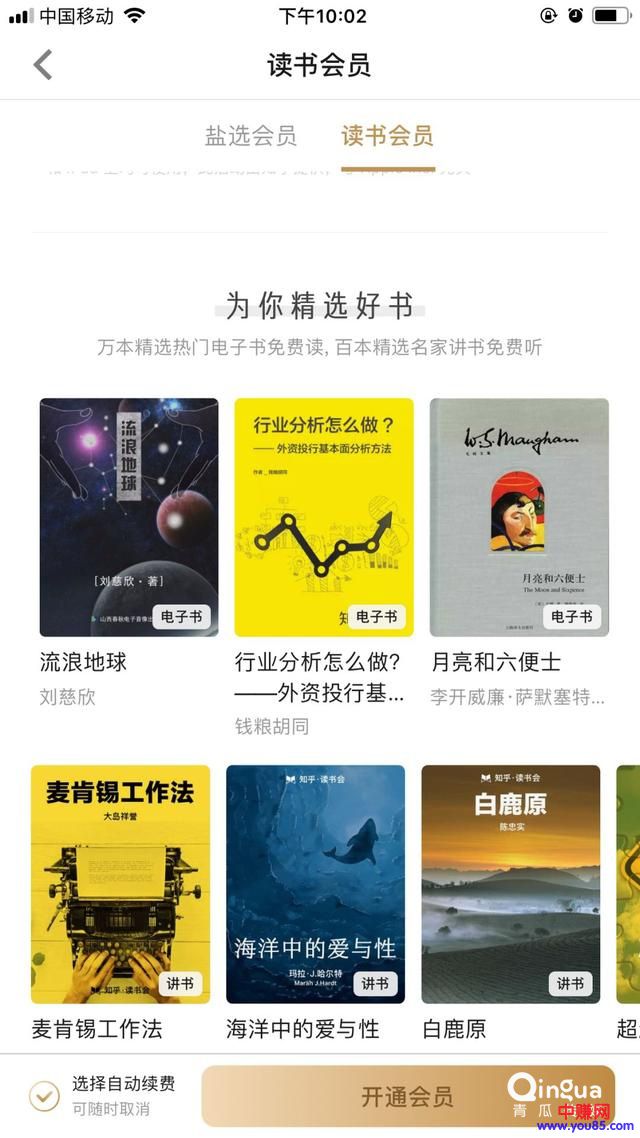 中国移动
下午10:02
读书会员
盐选会员
读书会员
为你精选好书
万本精选热门电子书免费读, 百本精选名家讲书免费听
流浪地球
[刘慈欣·著]
电子书
行业分析怎么做？
—— 外资投行基本面分析方法
作者＿钱粮胡同
知
电子书
W.S. Maugham
月亮和六便士
The Moon and Sixpence
电子书
流浪地球
刘慈欣
行业分析怎么做?
——外资投行基...
钱粮胡同
月亮和六便士
李开威廉·萨默塞特...
麦肯锡工作法
大岛祥誉
知乎·读书会
讲书
知乎·读书会
海洋中的爱与性
玛拉·J.哈尔特
Marah J.Hardt
讲书
知乎·读书会
白鹿原
陈忠实
讲书
麦肯锡工作法
海洋中的爱与性
白鹿原
超
选择自动续费
可随时取消
开通会员
Qingua
青瓜
中赚网
www.you85.com